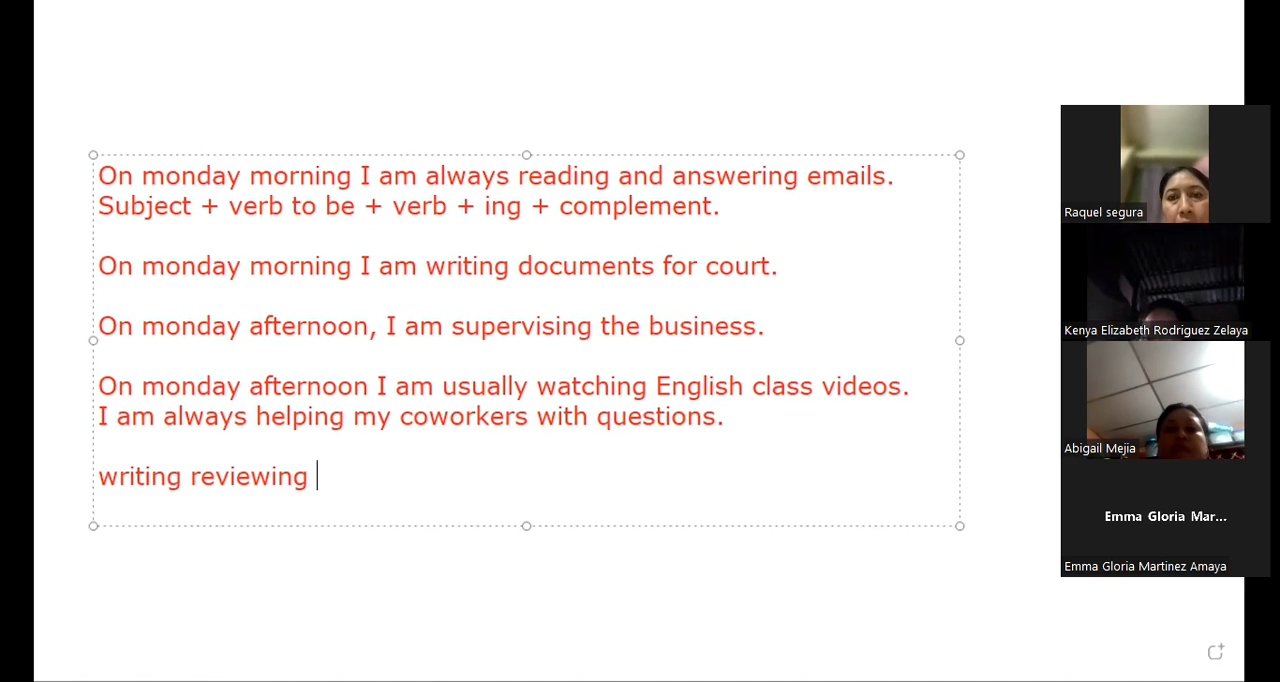 On monday morning I am always reading and answering emails.
Subject + verb to be + verb + ing + complement.
On monday morning I am writing documents for court.
On monday afternoon, I am supervising the business.
On monday afternoon I am usually watching English class videos.
I am always helping my coworkers with questions.
writing reviewing
Raquel segura
Kenya Elizabeth Rodriguez Zelaya
Abigail Mejia
Emma Gloria Mar...
Emma Gloria Martinez Amaya